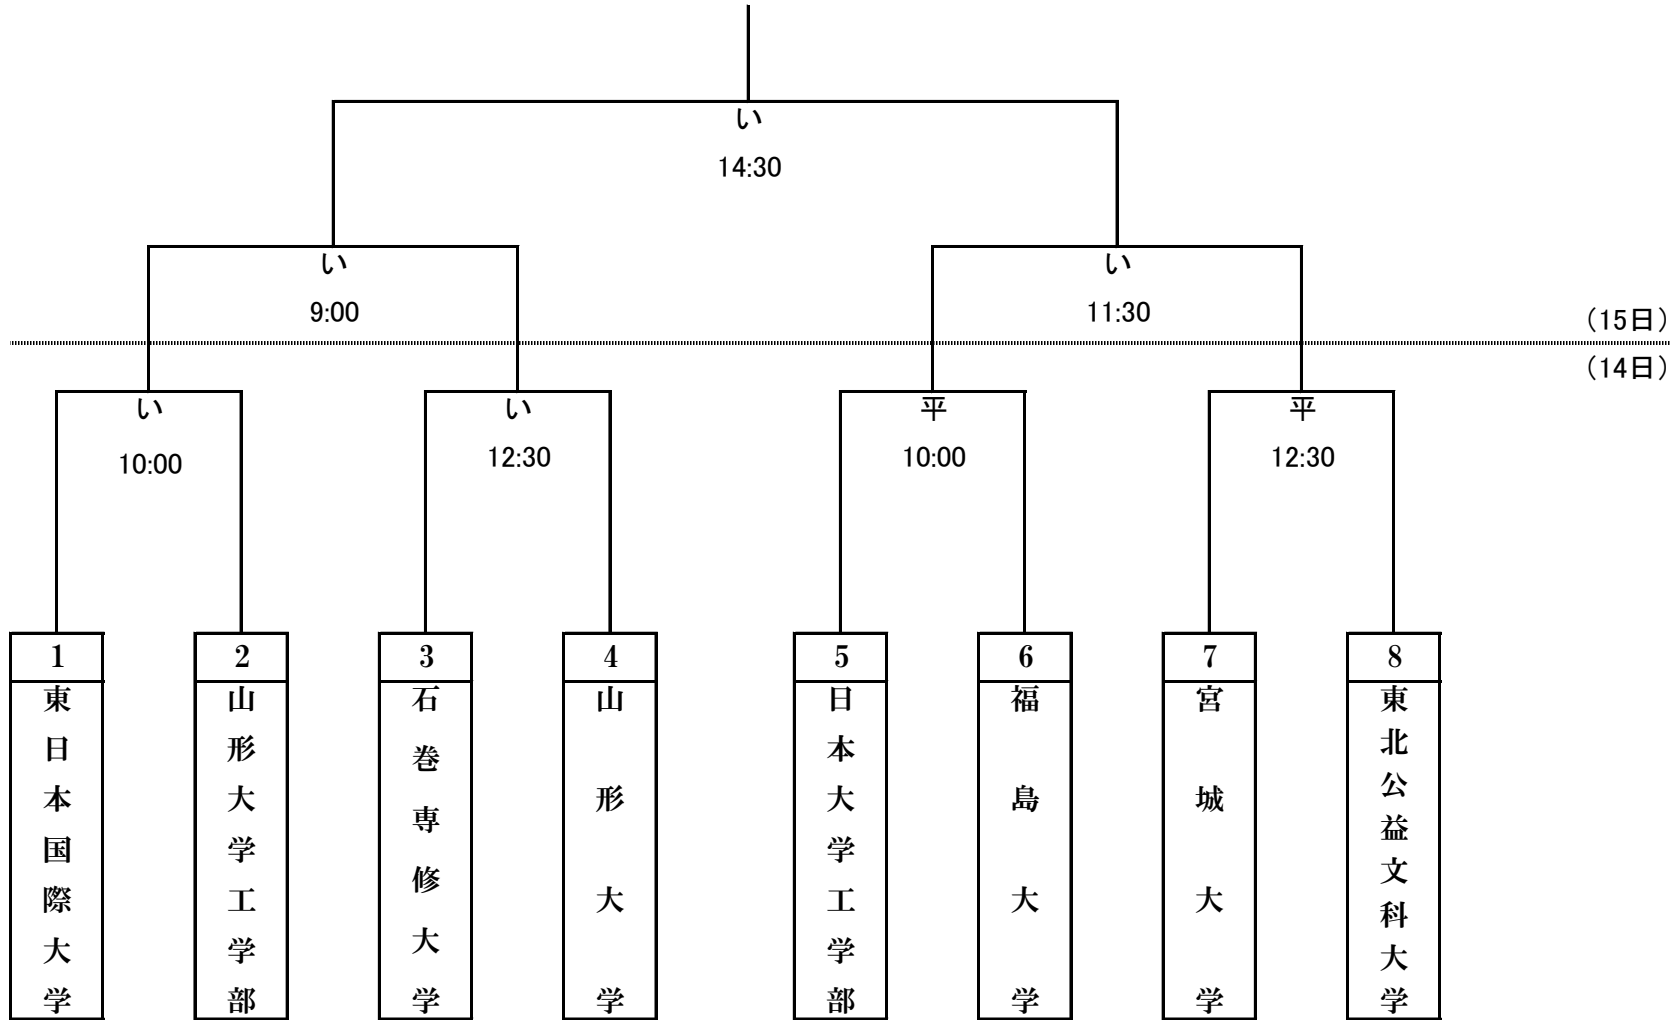 い
14:30
い
い
9:00
11:30
（15日）
（14日）
い
い
平
平
10:00
12:30
10:00
12:30
1
2
3
4
5
6
7
8
東日本国際大学
山形大学工学部
石巻専修大学
山形大学
日本大学工学部
福島大学
宮城大学
東北公益文科大学